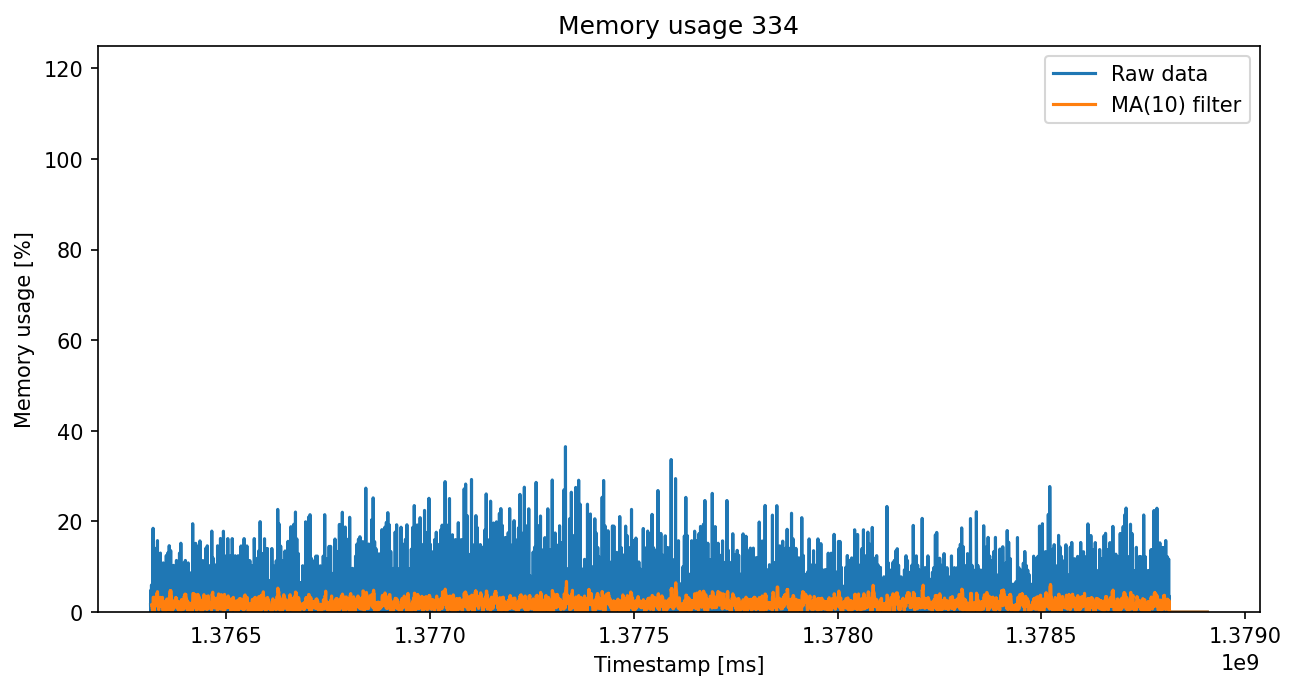 Memory usage 334
Raw data
MA(10) filter
Memory usage [%]
120
100
80
60
40
20
0
1.3765 1.3770 1.3775 1.3780 1.3785 1.3790
1e9
Timestamp [ms]